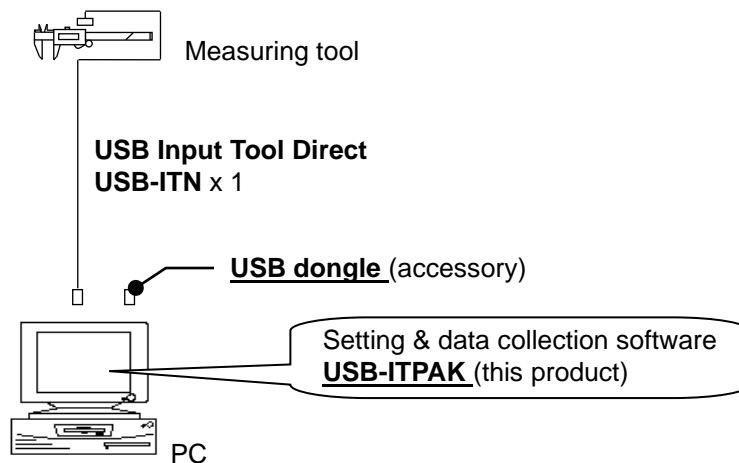 Measuring tool
USB Input Tool Direct
USB-ITN x 1
USB dongle (accessory)
Setting & data collection software
USB-ITPAK (this product)
PC